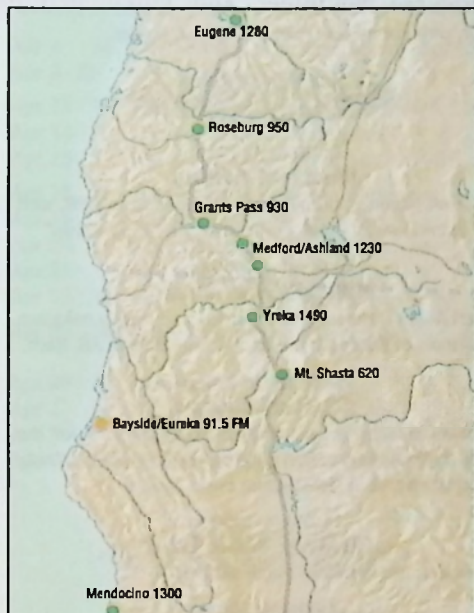 Eugene 1280
Roseburg 950
Grants Pass 930
Medford/Ashland 1230
Yreka 1490
Mt. Shasta 620
Bayside/Eureka 91.5 FM
Mendocino 1300